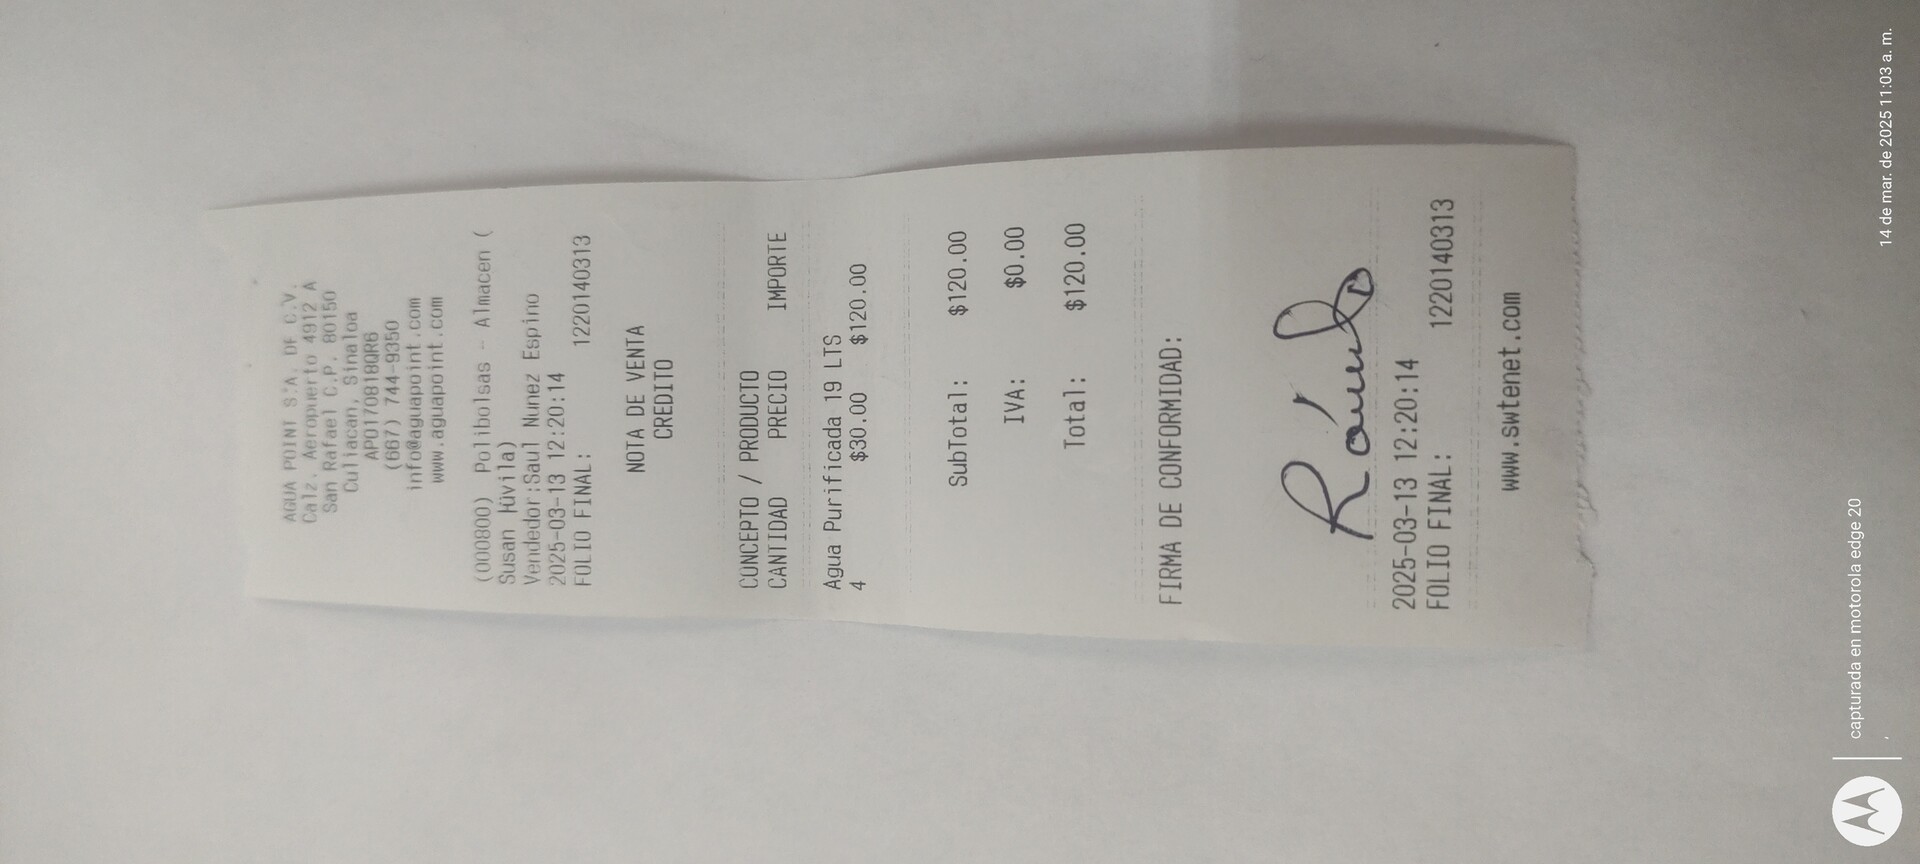 AGUA POINT S.A. DE C.V.
Calz. Aeropuerto 4912 A
San Rafael C.P. 80150
Culiacan, Sinaloa
APO170818QR6
(667) 744-9350
info@aguapoint.com
www.aguapoint.com
(000800) Polibolsas - Almacen (
Susan Hüvila)
Vendedor:Saul Nunez Espino
2025-03-13 12:20:14
FOLIO FINAL: 1220140313
NOTA DE VENTA
CREDITO
CONCEPTO / PRODUCTO
CANTIDAD PRECIO IMPORTE
Agua Purificada 19 LTS
4 $30.00 $120.00
SubTotal: $120.00
IVA: $0.00
Total: $120.00
FIRMA DE CONFORMIDAD:
Raúl
2025-03-13 12:20:14
FOLIO FINAL: 1220140313
www.swtenet.com
capturada en motorola edge 20
14 de mar. de 2025 11:03 a. m.